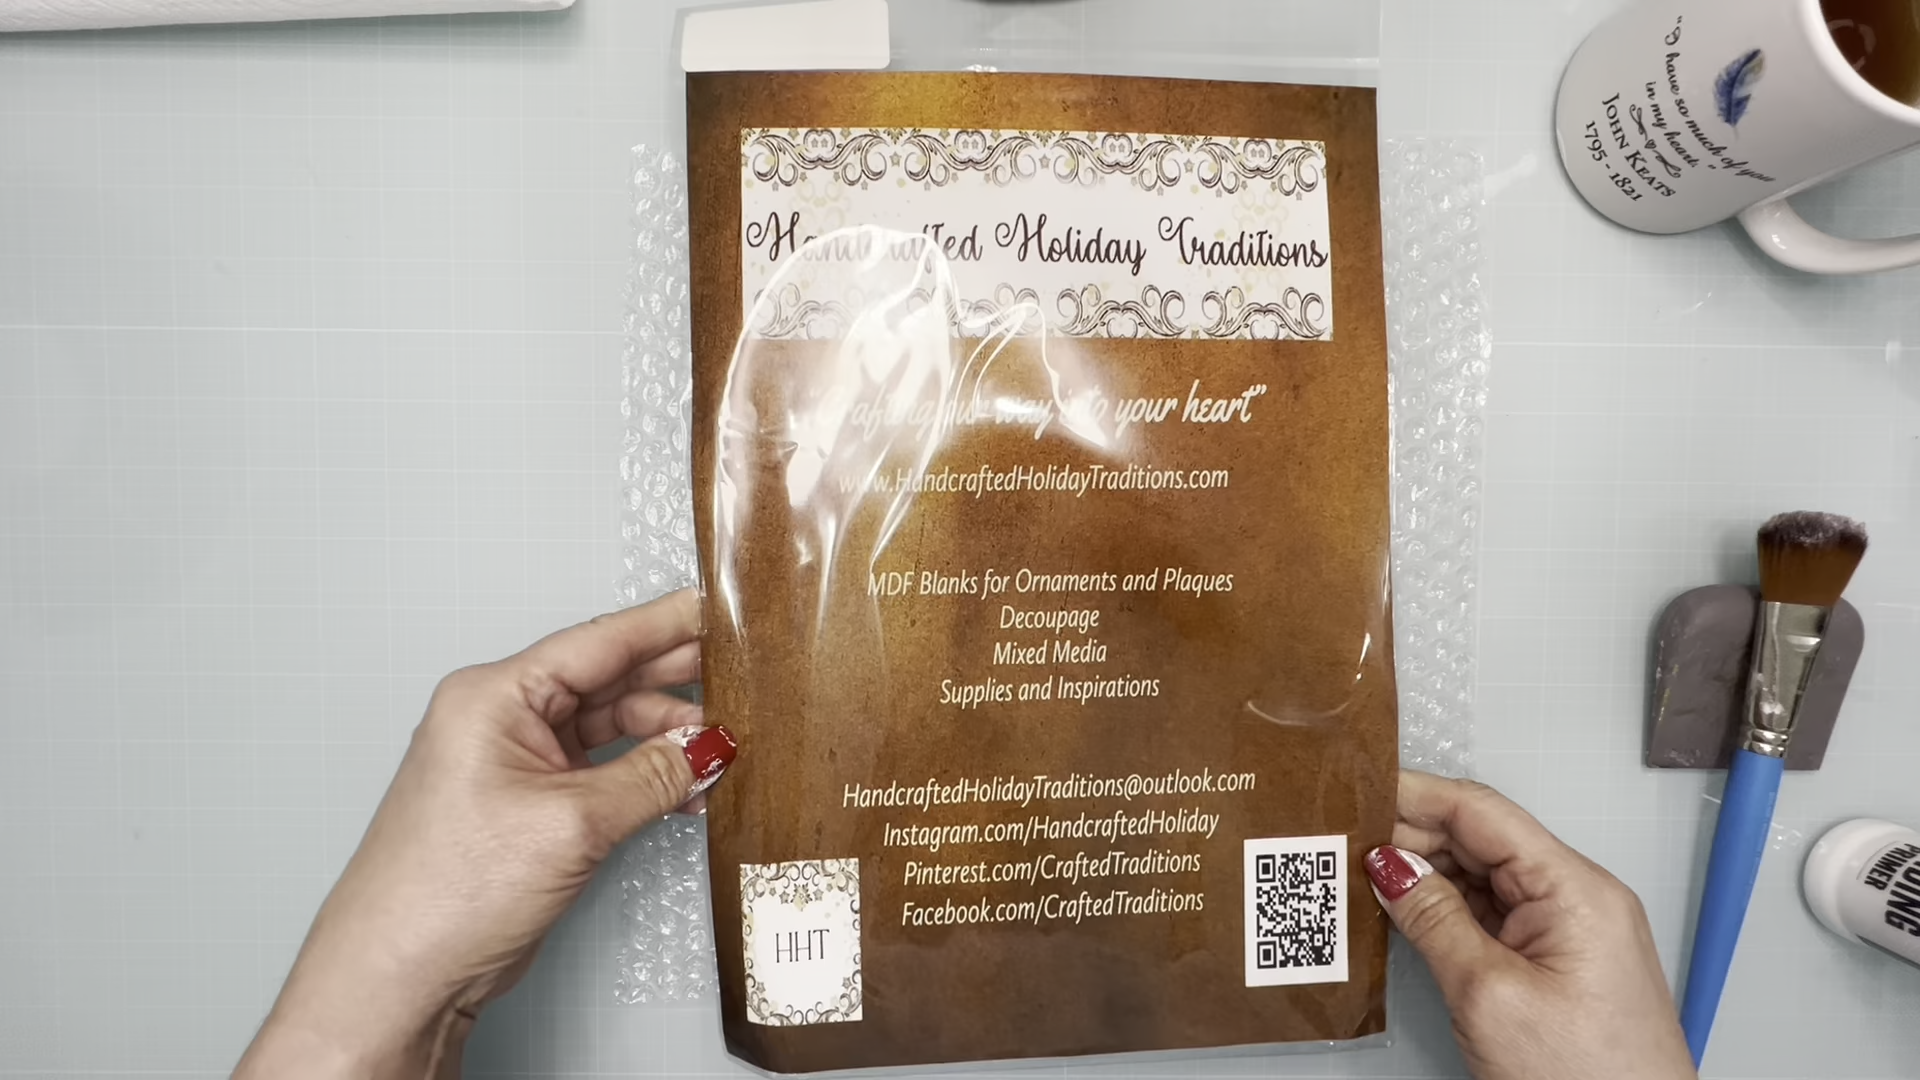 Handcrafted Holiday Traditions
"Crafting our way into your heart"
www.HandcraftedHolidayTraditions.com
MDF Blanks for Ornaments and Plaques
Decoupage
Mixed Media
Supplies and Inspirations
HandcraftedHolidayTraditions@outlook.com
Instagram.com/HandcraftedHoliday
Pinterest.com/CraftedTraditions
Facebook.com/CraftedTraditions
HHT
"I have so much of you
in my heart."
JOHN KEATS
1795 - 1821
PRIMER